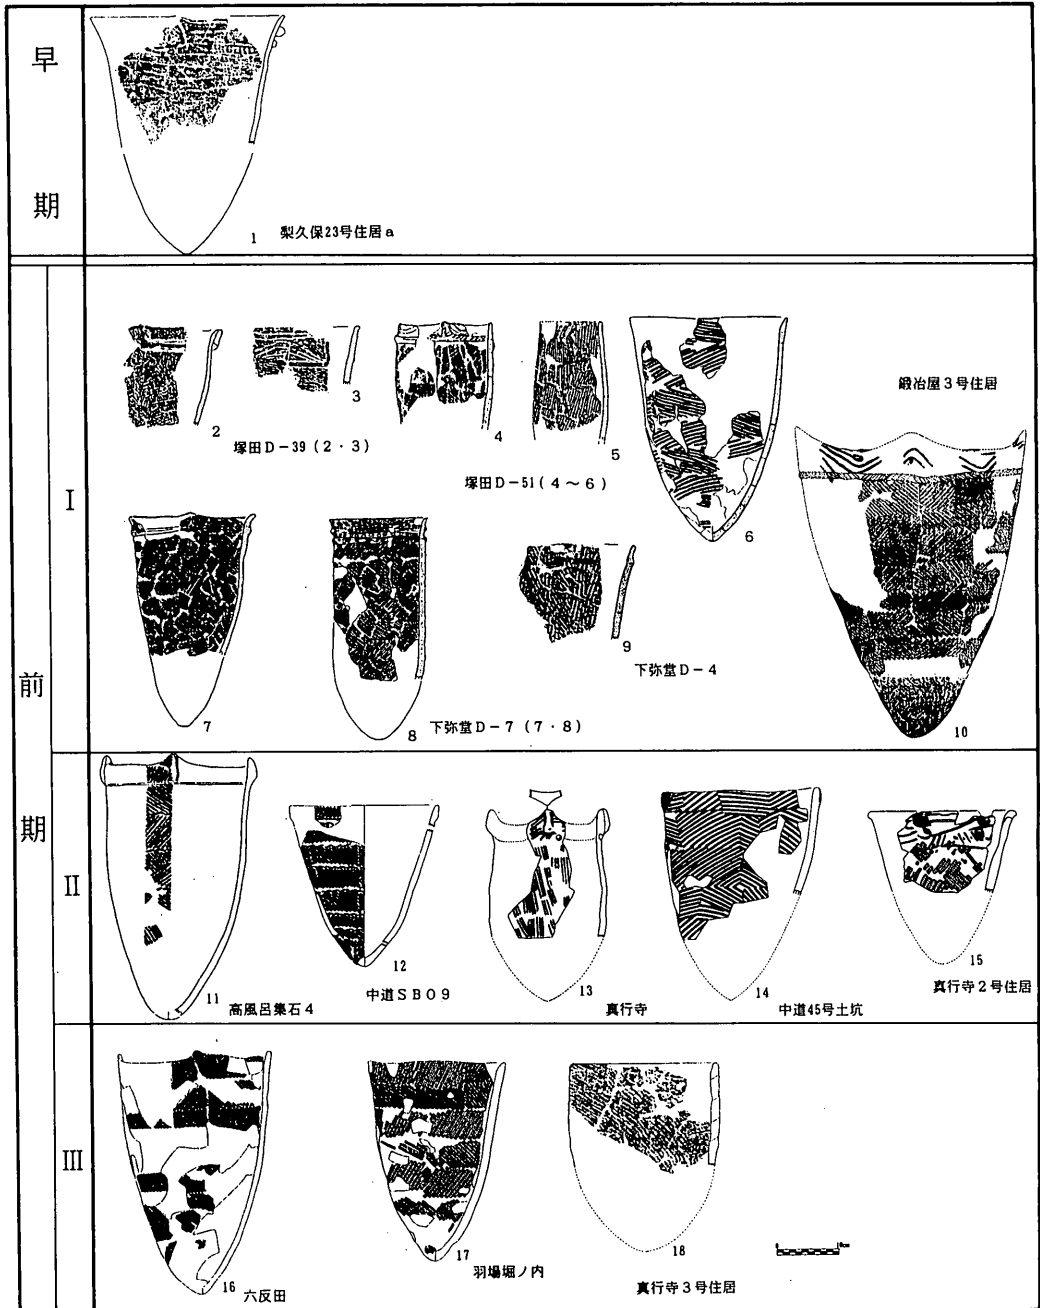 早期
1 梨久保23号住居a
前期
I
2
3
塚田D-39(2・3)
4
5
塚田D-51(4～6)
6
鍛冶屋3号住居
7
8
下弥堂D-7(7・8)
9
下弥堂D-4
10
II
11
高風呂集石4
12
中道SB09
13
真行寺
14
中道45号土坑
15
真行寺2号住居
III
16 六反田
17
羽場堀ノ内
18
真行寺3号住居